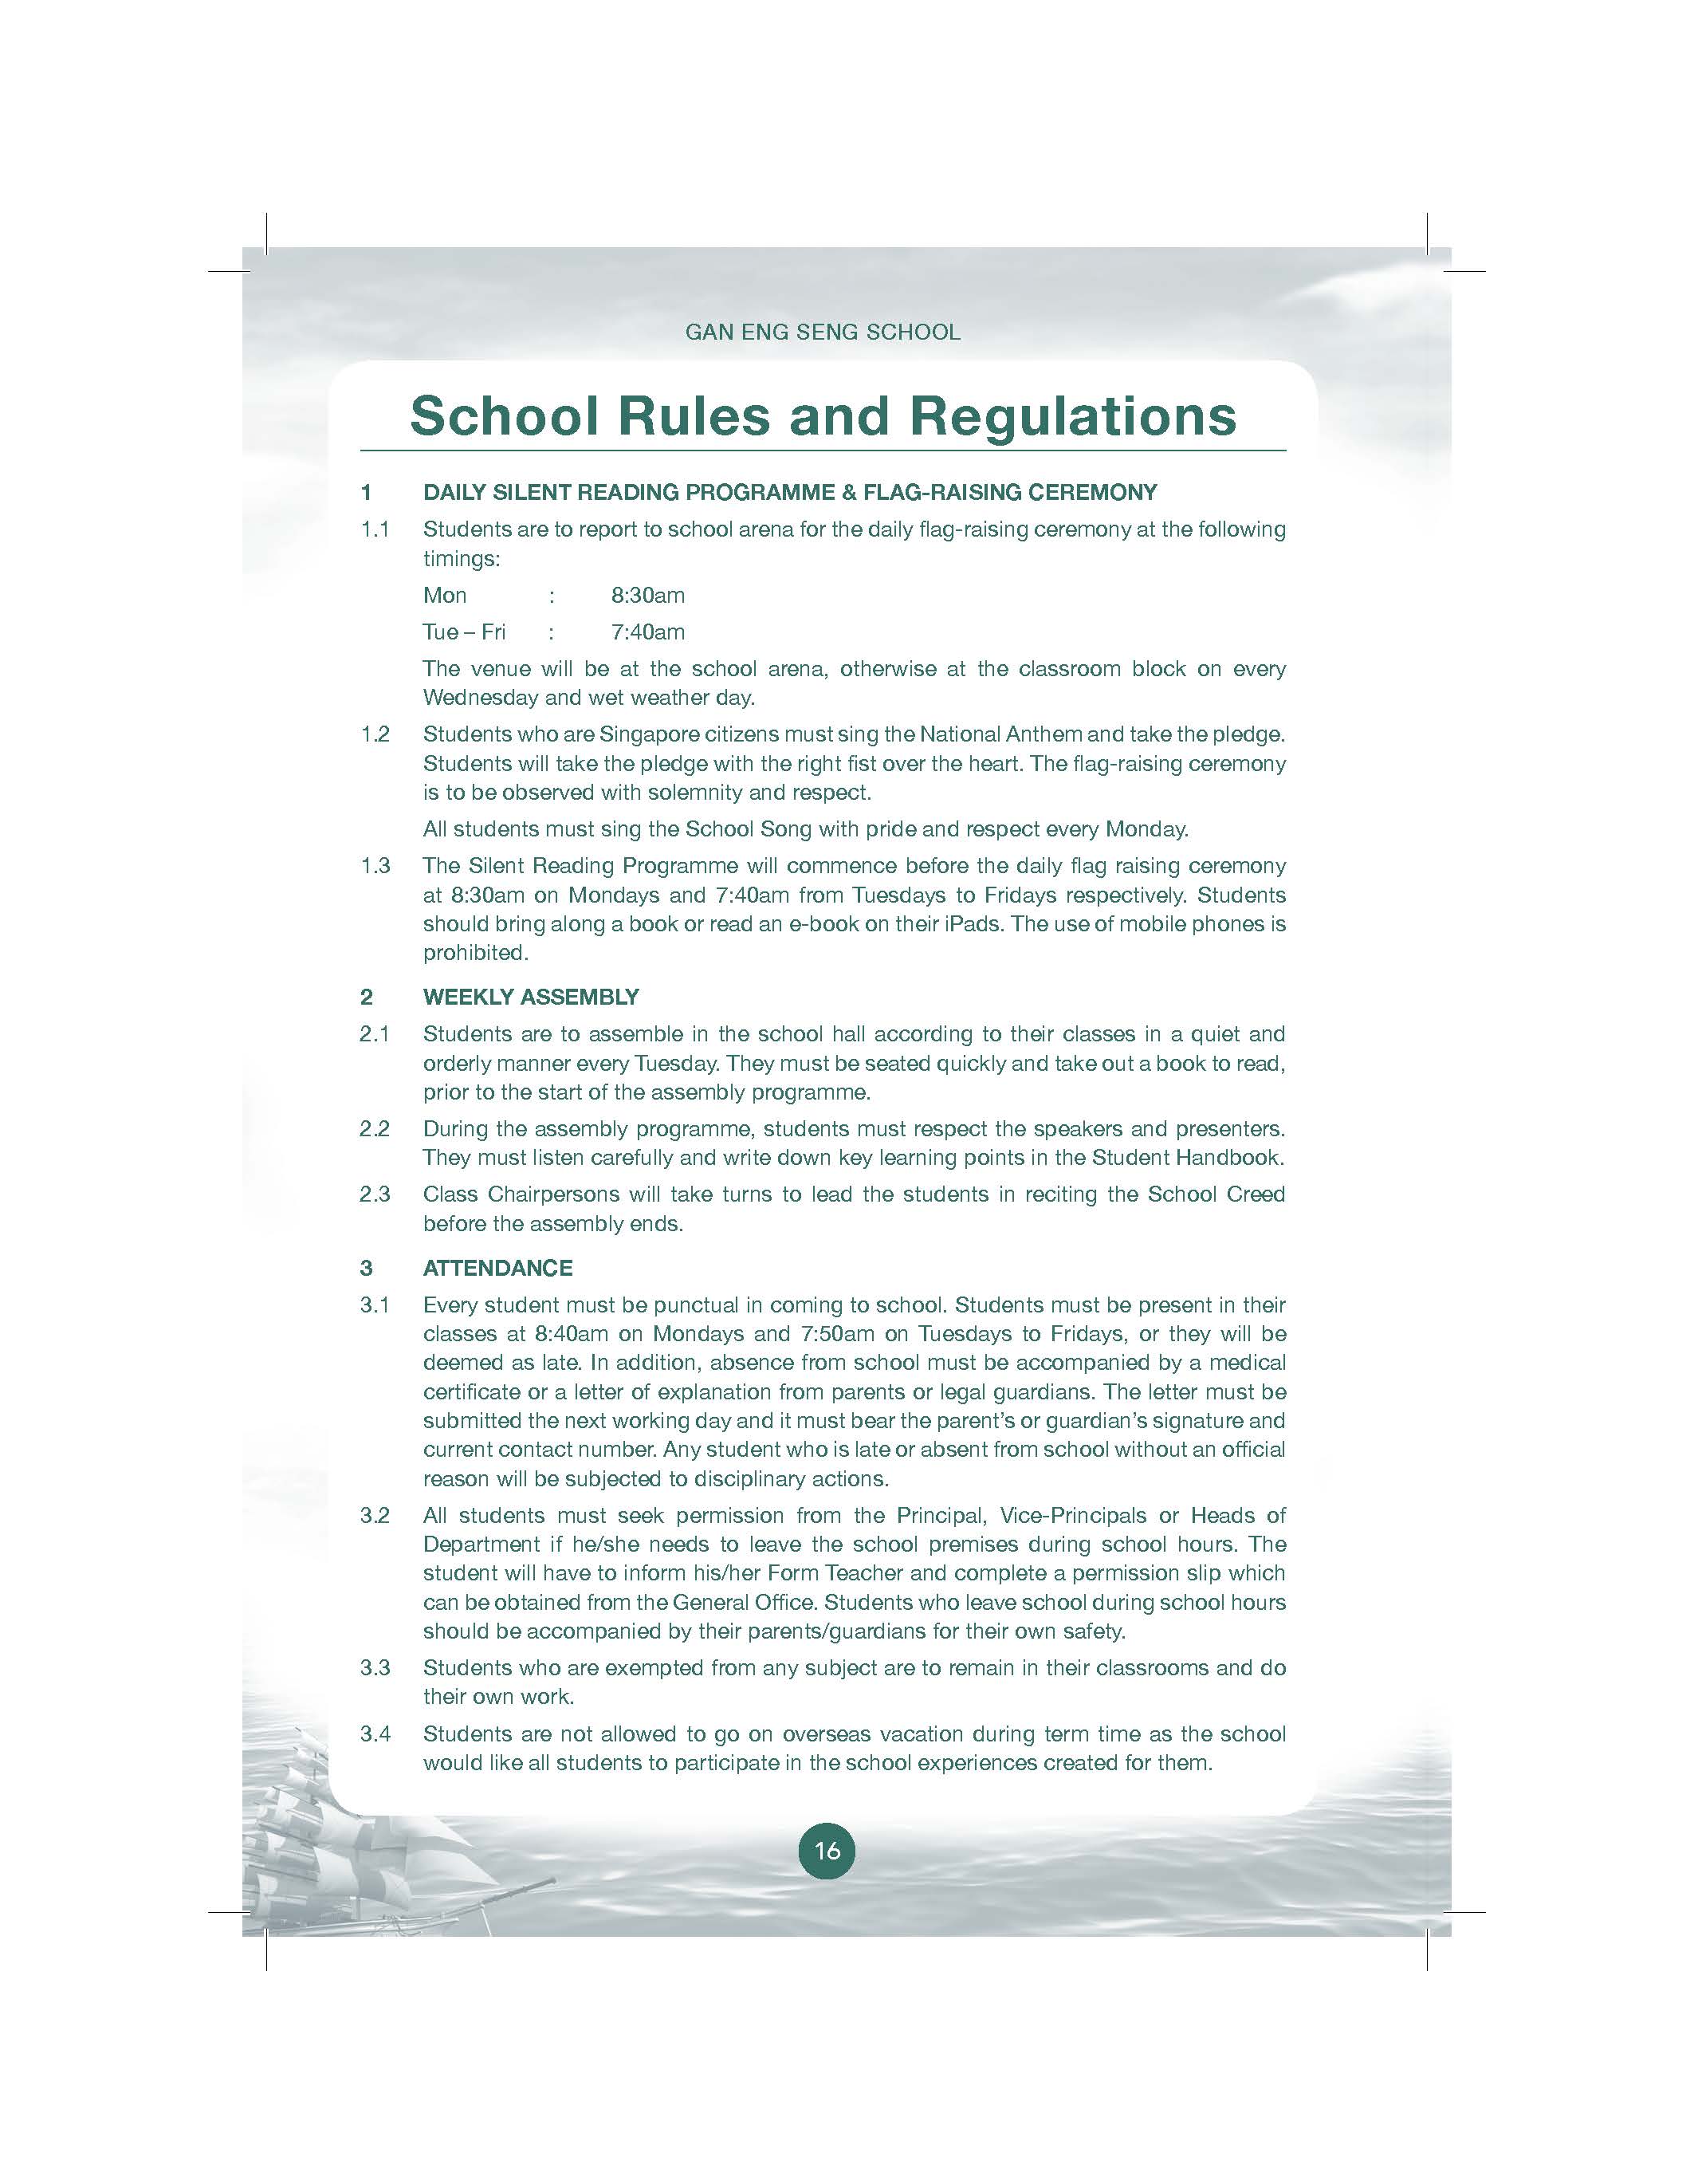 GAN ENG SENG SCHOOL
School Rules and Regulations
1 DAILY SILENT READING PROGRAMME & FLAG-RAISING CEREMONY
1.1 Students are to report to school arena for the daily flag-raising ceremony at the following
timings:
Mon : 8:30am
Tue – Fri : 7:40am
The venue will be at the school arena, otherwise at the classroom block on every
Wednesday and wet weather day.
1.2 Students who are Singapore citizens must sing the National Anthem and take the pledge.
Students will take the pledge with the right fist over the heart. The flag-raising ceremony
is to be observed with solemnity and respect.
All students must sing the School Song with pride and respect every Monday.
1.3 The Silent Reading Programme will commence before the daily flag raising ceremony
at 8:30am on Mondays and 7:40am from Tuesdays to Fridays respectively. Students
should bring along a book or read an e-book on their iPads. The use of mobile phones is
prohibited.
2 WEEKLY ASSEMBLY
2.1 Students are to assemble in the school hall according to their classes in a quiet and
orderly manner every Tuesday. They must be seated quickly and take out a book to read,
prior to the start of the assembly programme.
2.2 During the assembly programme, students must respect the speakers and presenters.
They must listen carefully and write down key learning points in the Student Handbook.
2.3 Class Chairpersons will take turns to lead the students in reciting the School Creed
before the assembly ends.
3 ATTENDANCE
3.1 Every student must be punctual in coming to school. Students must be present in their
classes at 8:40am on Mondays and 7:50am on Tuesdays to Fridays, or they will be
deemed as late. In addition, absence from school must be accompanied by a medical
certificate or a letter of explanation from parents or legal guardians. The letter must be
submitted the next working day and it must bear the parent's or guardian's signature and
current contact number. Any student who is late or absent from school without an official
reason will be subjected to disciplinary actions.
3.2 All students must seek permission from the Principal, Vice-Principals or Heads of
Department if he/she needs to leave the school premises during school hours. The
student will have to inform his/her Form Teacher and complete a permission slip which
can be obtained from the General Office. Students who leave school during school hours
should be accompanied by their parents/guardians for their own safety.
3.3 Students who are exempted from any subject are to remain in their classrooms and do
their own work.
3.4 Students are not allowed to go on overseas vacation during term time as the school
would like all students to participate in the school experiences created for them.
16